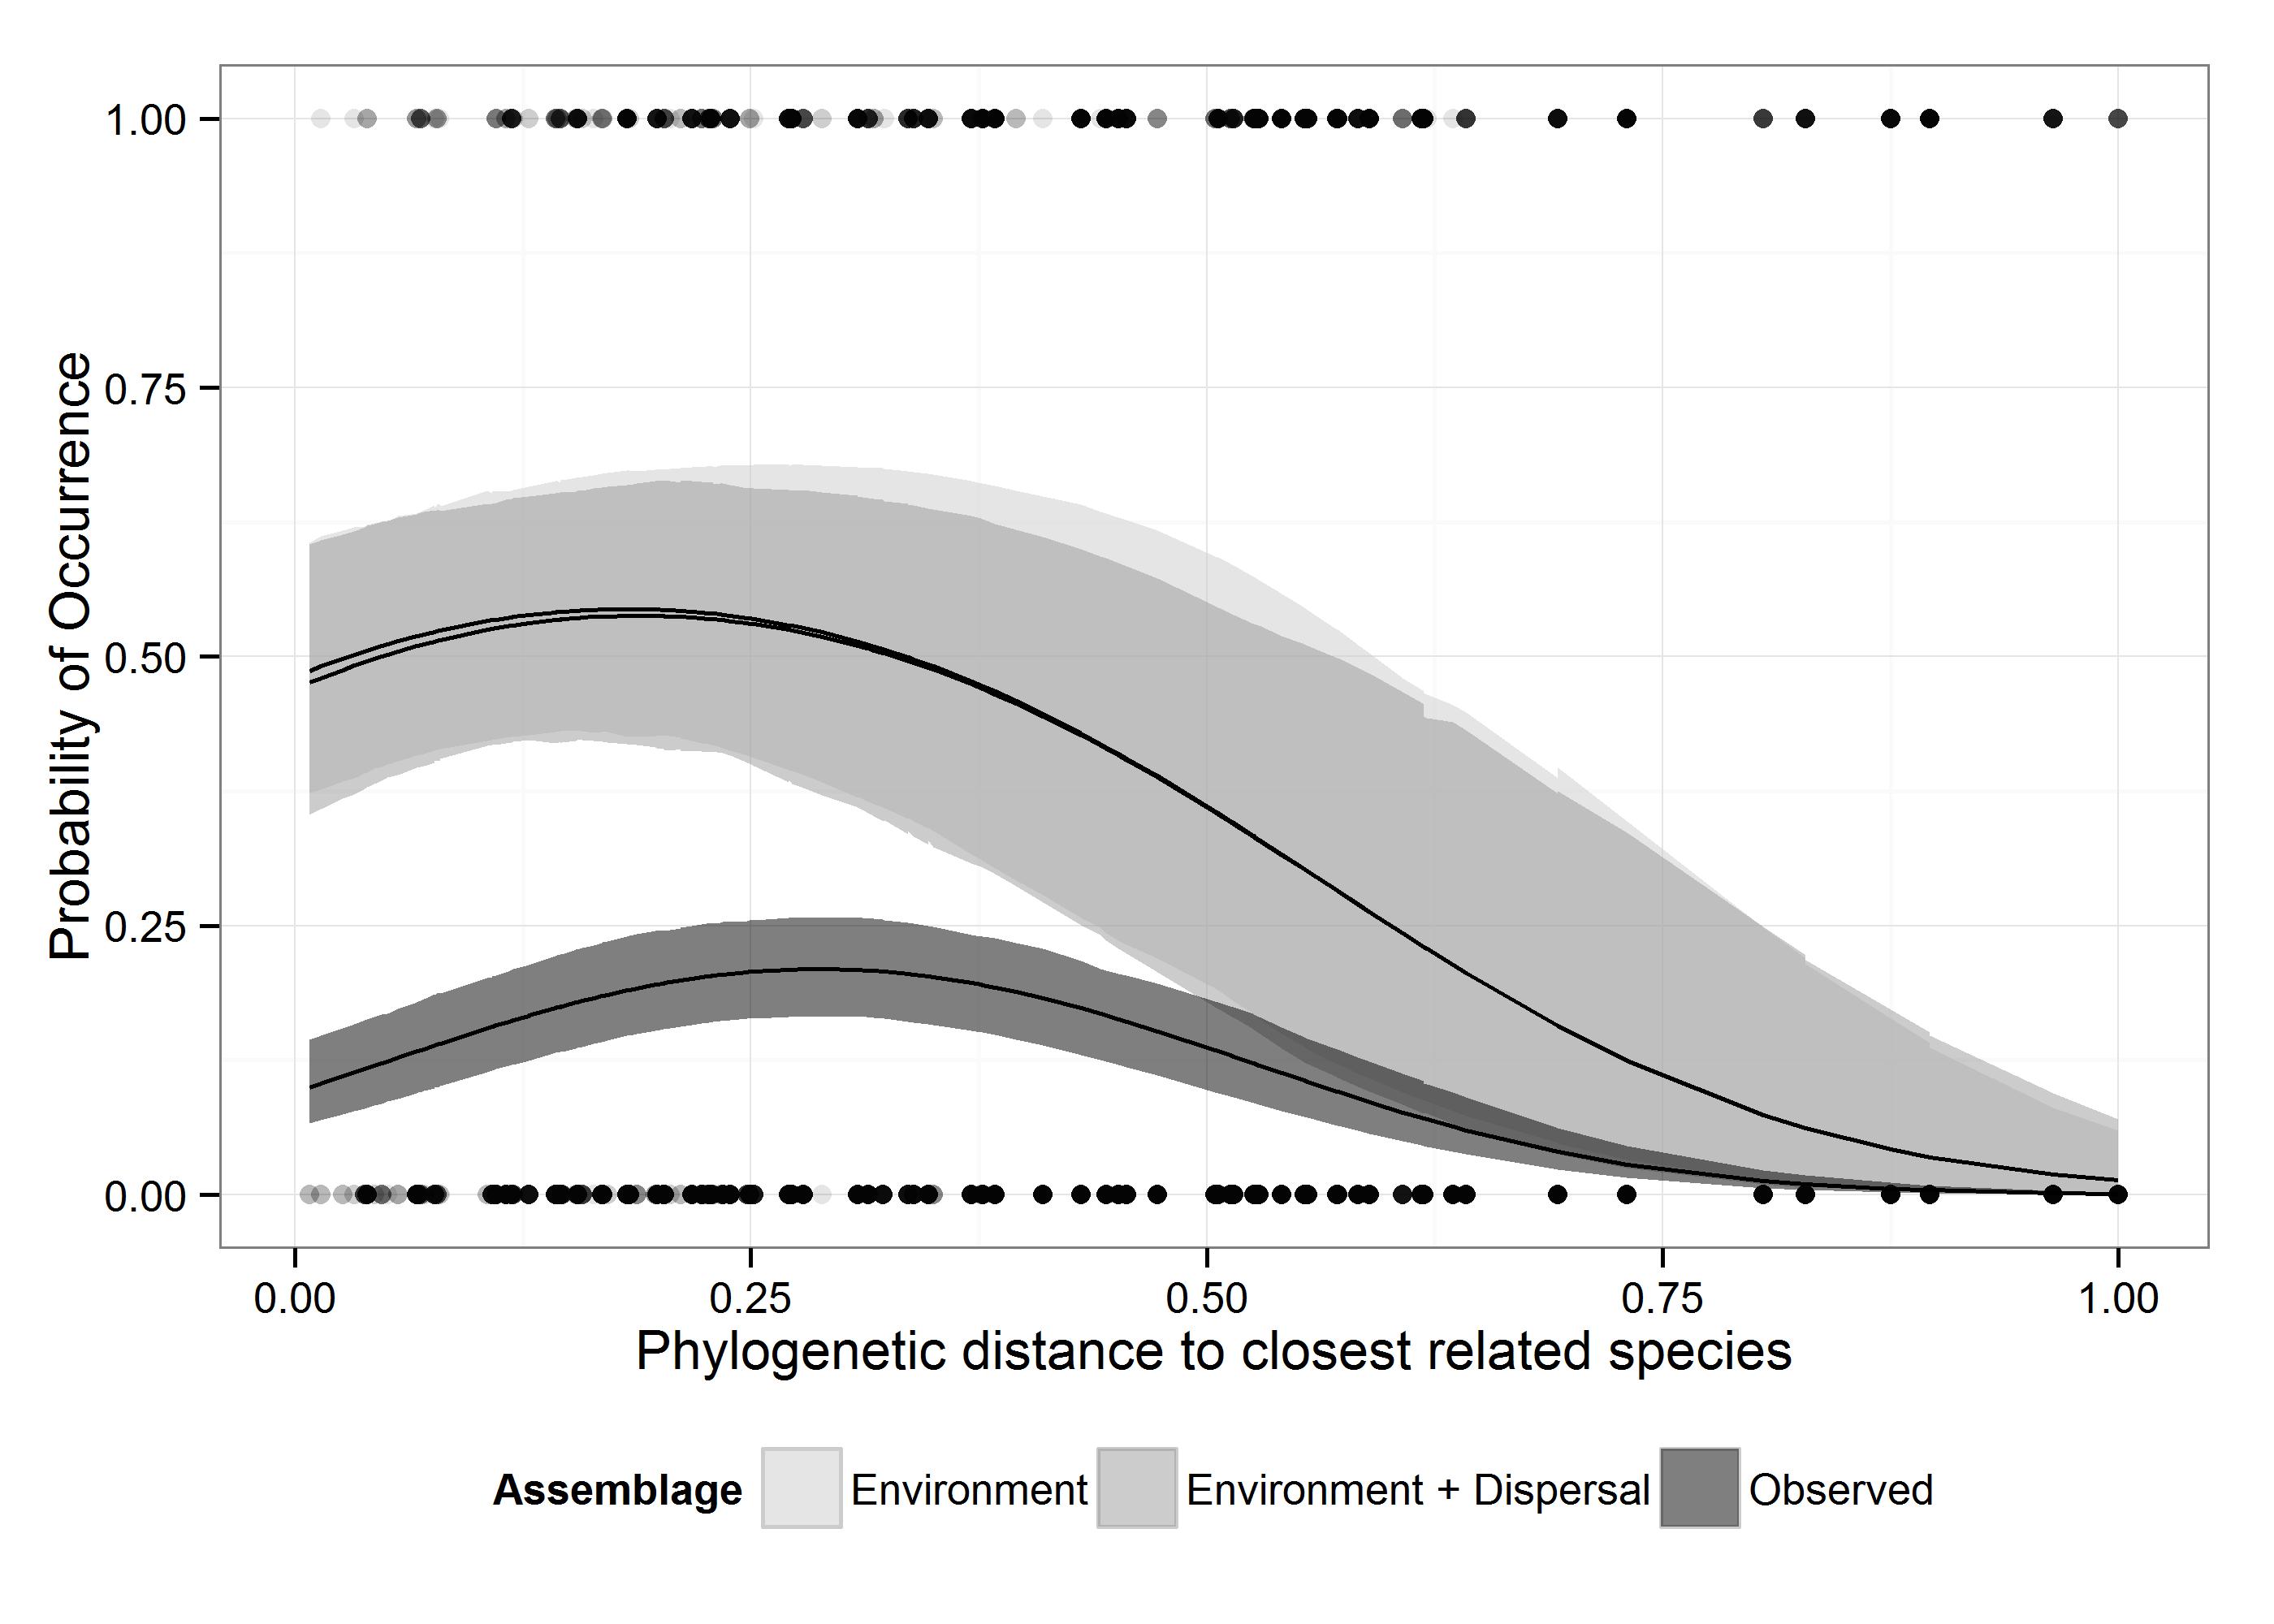 1.00
0.75
0.50
0.25
0.00
Probability of Occurrence
0.00 0.25 0.50 0.75 1.00
Phylogenetic distance to closest related species
Assemblage Environment Environment + Dispersal Observed